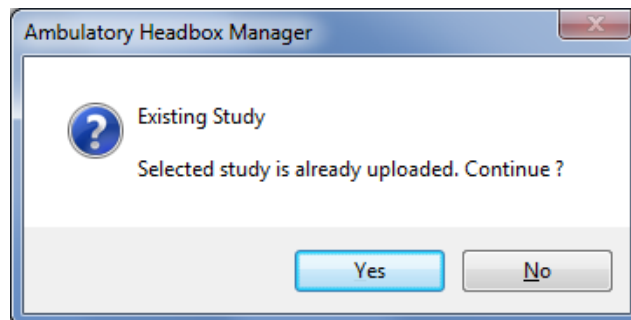 Ambulatory Headbox Manager
Existing Study
Selected study is already uploaded. Continue ?
Yes
No